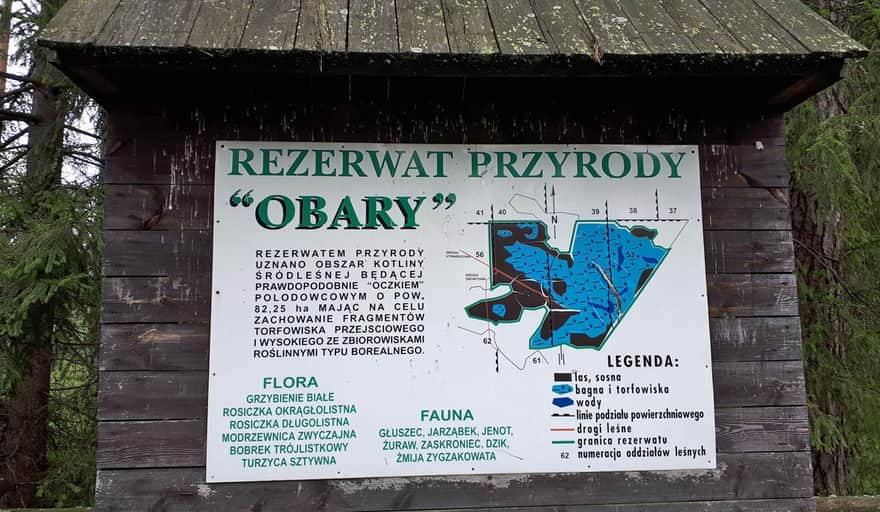 REZERWAT PRZYRODY
“OBARY”
REZERWATEM PRZYRODY
UZNANO OBSZAR KOTLINY
ŚRÓDLEŚNEJ BĘDĄCEJ
PRAWDOPODOBNIE “OCZKIEM”
POLODOWCOWYM O POW.
82,25 ha MAJĄC NA CELU
ZACHOWANIE FRAGMENTÓW
TORFOWISKA PRZEJSCIOWEGO
I WYSOKIEGO ZE ZBIOROWISKAMI
ROŚLINNYMI TYPU BOREALNEGO.
FLORA
GRZYBIENIE BIAŁE
ROSICZKA OKRĄGŁOLISTNA
ROSICZKA DŁUGOLISTNA
MODRZEWNICA ZWYCZAJNA
BOBREK TRÓJLISTKOWY
TURZYCA SZTYWNA
FAUNA
GŁUSZEC, JARZĄBEK, JENOT,
ŻURAW, ZASKRONIEC, DZIK,
ŻMIJA ZYGZAKOWATA
41 40 39 38 37
N
56
53
62
61
LEGENDA:
las, sosna
bagna i torfowiska
wody
linie podziału powierzchniowego
drogi leśne
granica rezerwatu
62 numeracja oddziałów leśnych